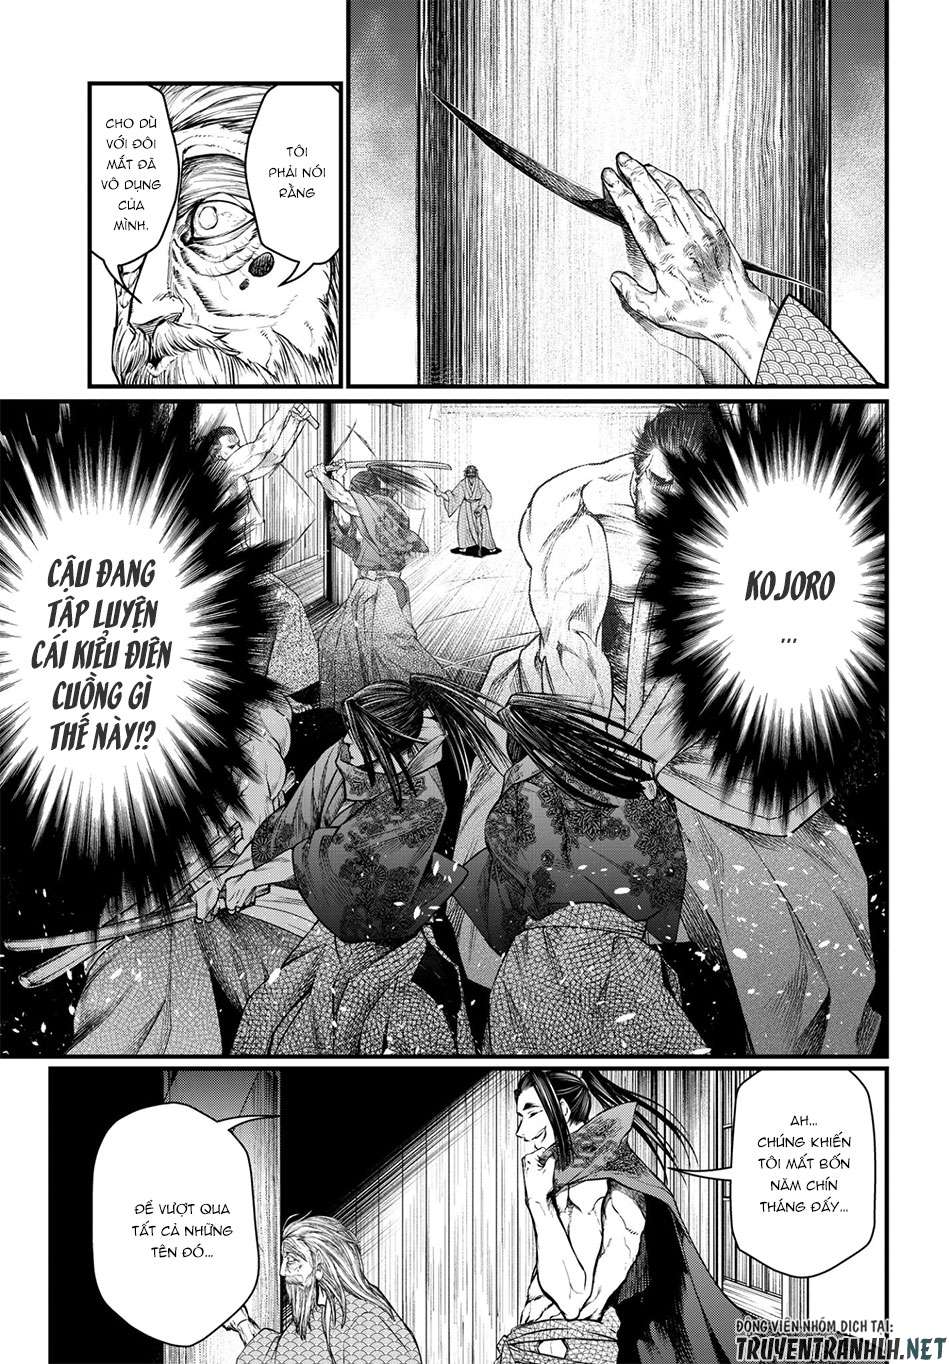 TÔI
PHẢI NÓI
RẰNG
CHO DÙ
VỚI ĐÔI
MẮT ĐÃ
VÔ DỤNG
CỦA
MÌNH.
KOJORO
...
CẬU ĐANG
TẬP LUYỆN
CÁI KIỂU ĐIÊN
CUỒNG GÌ
THẾ NÀY!?
AH...
CHÚNG KHIẾN
TÔI MẤT BỐN
NĂM CHÍN
THÁNG ĐẤY...
ĐỂ VƯỢT QUA
TẤT CẢ NHỮNG
TÊN ĐÓ...
ĐỘNG VIÊN NHÓM DỊCH TẠI:
TRUYENTRANHLH.NET